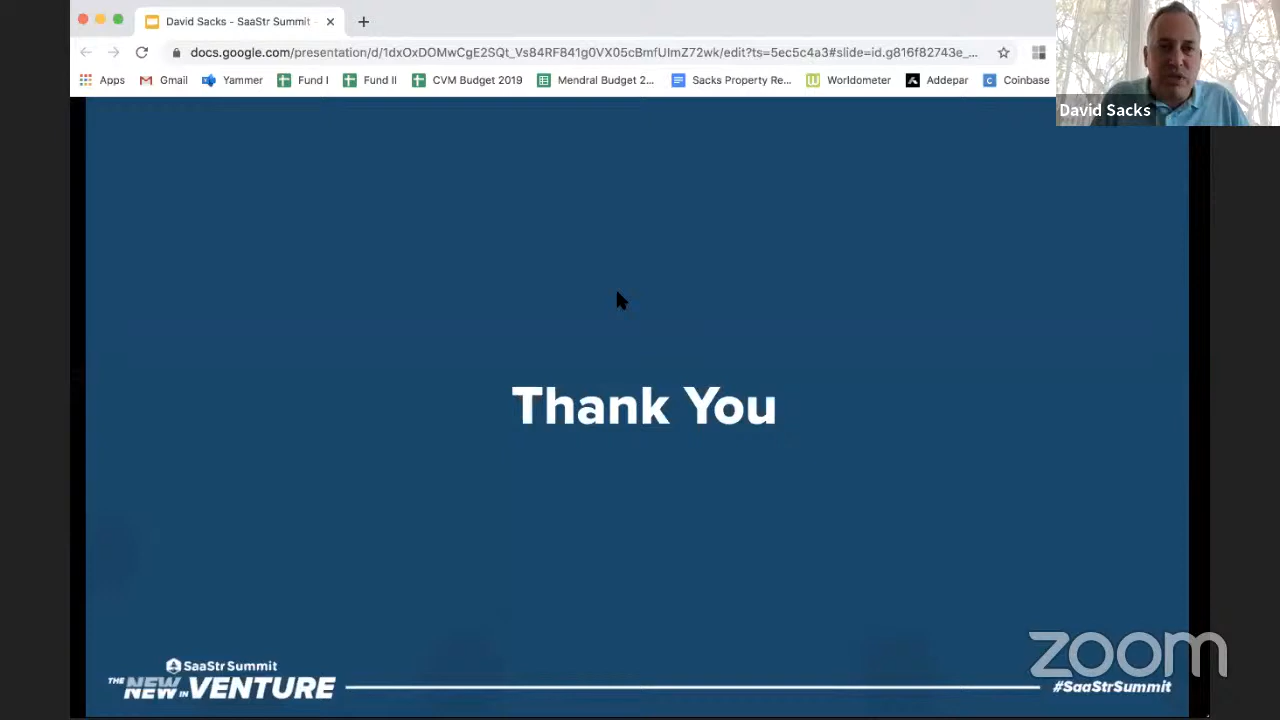 David Sacks - SaaStr Summit -
docs.google.com/presentation/d/1dxOxDOMwCgE2SQt_Vs84RF841g0VX05cBmfUImZ72wk/edit?ts=5ec5c4a3#slide=id.g816f82743e_...
Apps Gmail Yammer Fund I Fund II CVM Budget 2019 Mendral Budget 2... Sacks Property Re... Worldometer Addepar Coinbase
David Sacks
Thank You
SaaStr Summit
THE NEW IN VENTURE
zoom
#SaaStrSummit